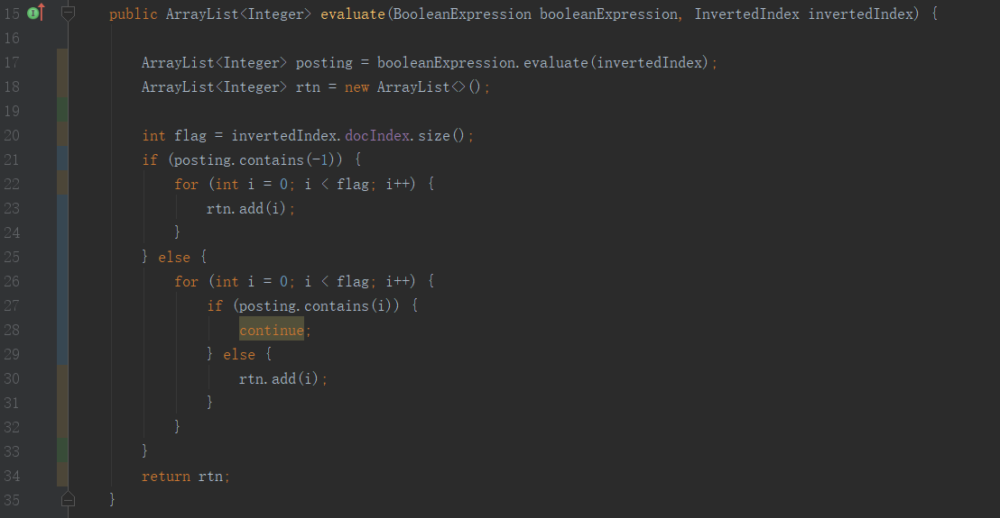 15 public ArrayList<Integer> evaluate(BooleanExpression booleanExpression, InvertedIndex invertedIndex) {
16
17 ArrayList<Integer> posting = booleanExpression.evaluate(invertedIndex);
18 ArrayList<Integer> rtn = new ArrayList<>();
19
20 int flag = invertedIndex.docIndex.size();
21 if (posting.contains(-1)) {
22 for (int i = 0; i < flag; i++) {
23 rtn.add(i);
24 }
25 } else {
26 for (int i = 0; i < flag; i++) {
27 if (posting.contains(i)) {
28 continue;
29 } else {
30 rtn.add(i);
31 }
32 }
33 }
34 return rtn;
35 }